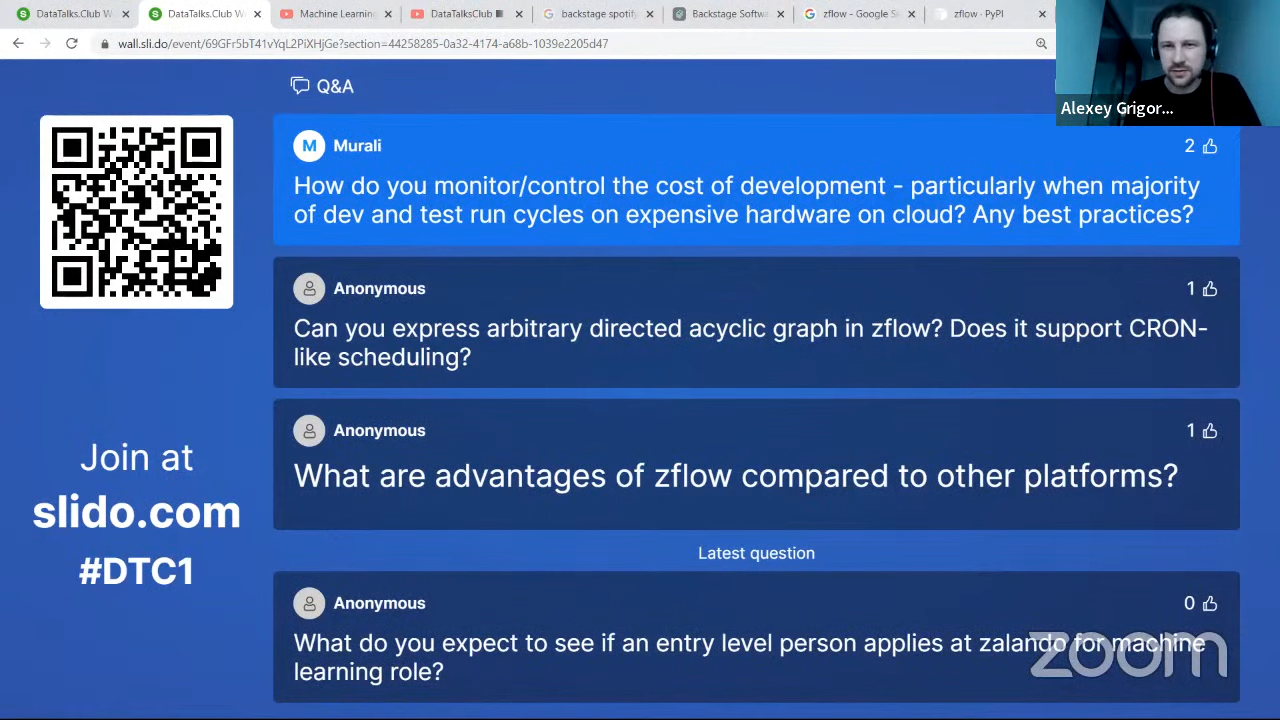 DataTalks.Club W
DataTalks.Club W
Machine Learning
DataTalksClub
backstage spotify
Backstage Softwa
zflow - Google S
zflow · PyPI
wall.sli.do/event/69GFr5bT41vYqL2PiXHjGe?section=44258285-0a32-4174-a68b-1039e2205d47
Alexey Grigor...
Q&A
M Murali
2
How do you monitor/control the cost of development - particularly when majority
of dev and test run cycles on expensive hardware on cloud? Any best practices?
Anonymous
1
Can you express arbitrary directed acyclic graph in zflow? Does it support CRON-
like scheduling?
Anonymous
1
What are advantages of zflow compared to other platforms?
Latest question
Anonymous
0
What do you expect to see if an entry level person applies at zalando for machine
learning role?
Join at
slido.com
#DTC1
zoom